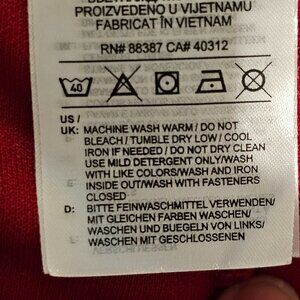 PROIZVEDENO U VIJETNAMU
FABRICAT ÎN VIETNAM
RN# 88387 CA# 40312
40
US /
UK: MACHINE WASH WARM / DO NOT
BLEACH / TUMBLE DRY LOW / COOL
IRON IF NEEDED / DO NOT DRY CLEAN
USE MILD DETERGENT ONLY/WASH
WITH LIKE COLORS/WASH AND IRON
INSIDE OUT/WASH WITH FASTENERS
CLOSED
D: BITTE FEINWASCHMITTEL VERWENDEN/
MIT GLEICHEN FARBEN WASCHEN/
WASCHEN UND BUEGELN VON LINKS/
WASCHEN MIT GESCHLOSSENEN